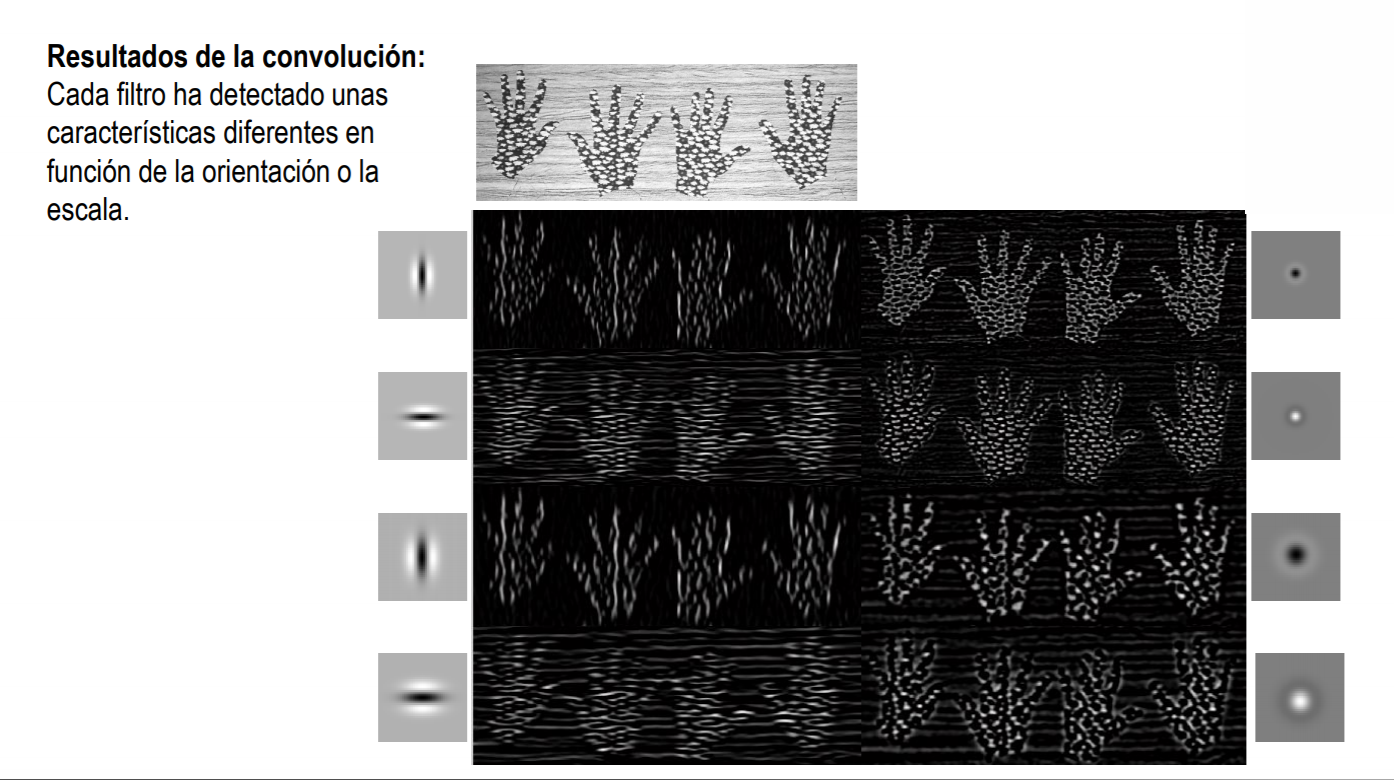 Resultados de la convolución:
Cada filtro ha detectado unas
características diferentes en
función de la orientación o la
escala.